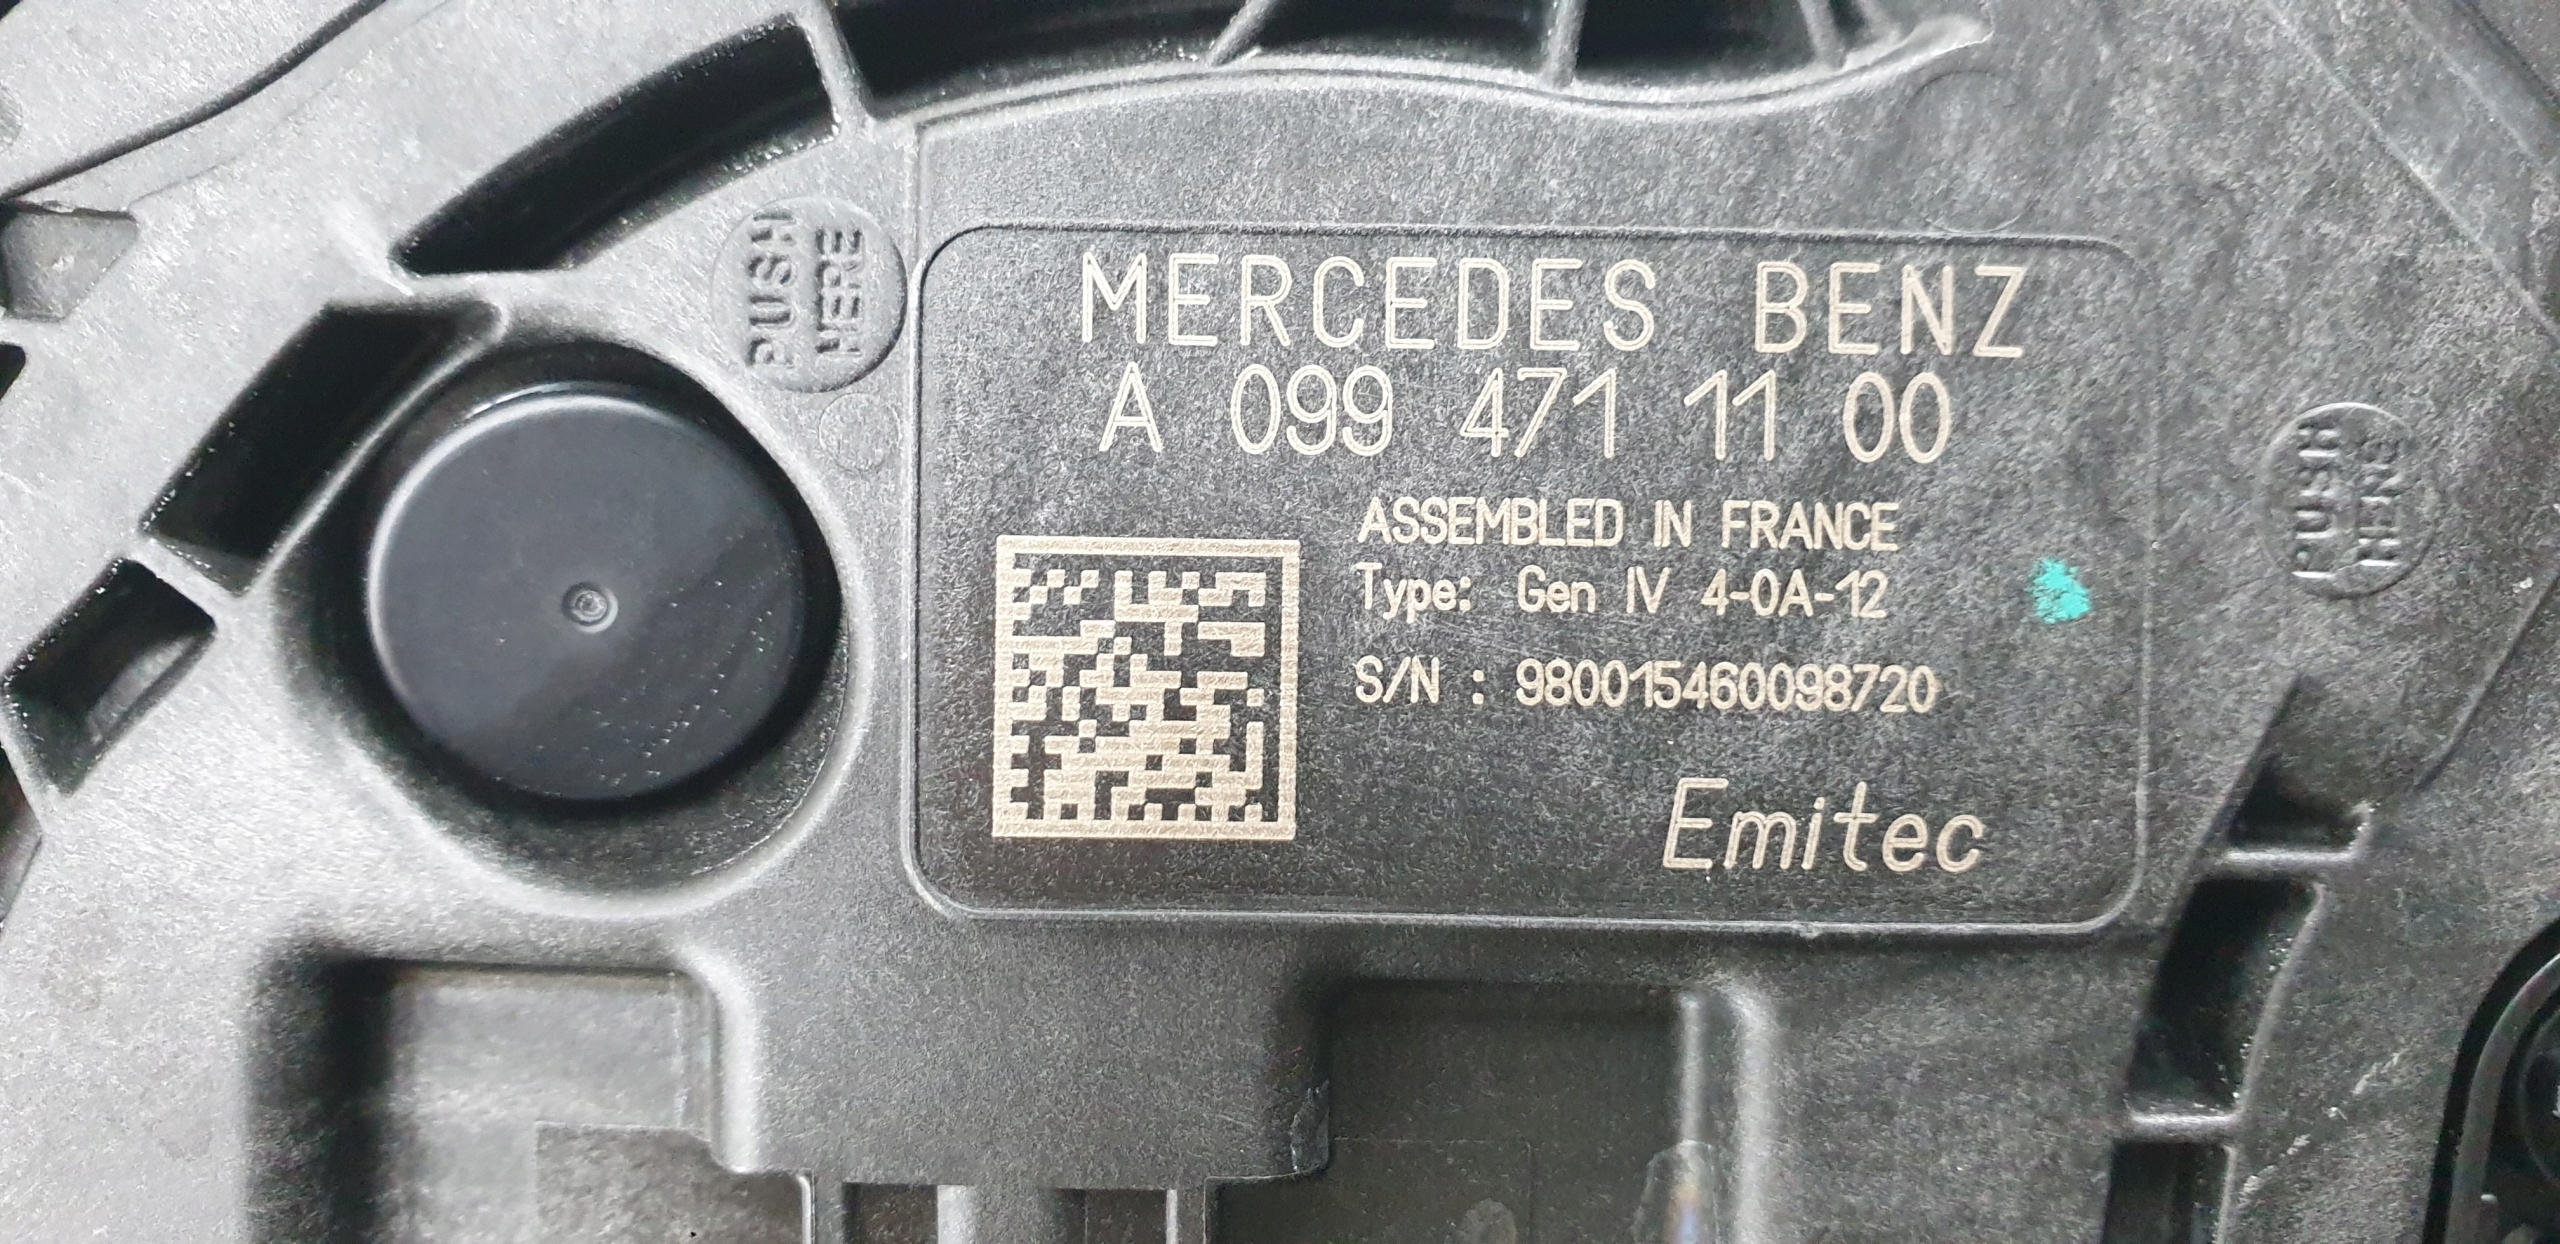 PUSH
HERE
MERCEDES BENZ
A 099 471 11 00
ASSEMBLED IN FRANCE
Type: Gen IV 4-0A-12
S/N : 980015460098720
Emitec
PUSH
HERE